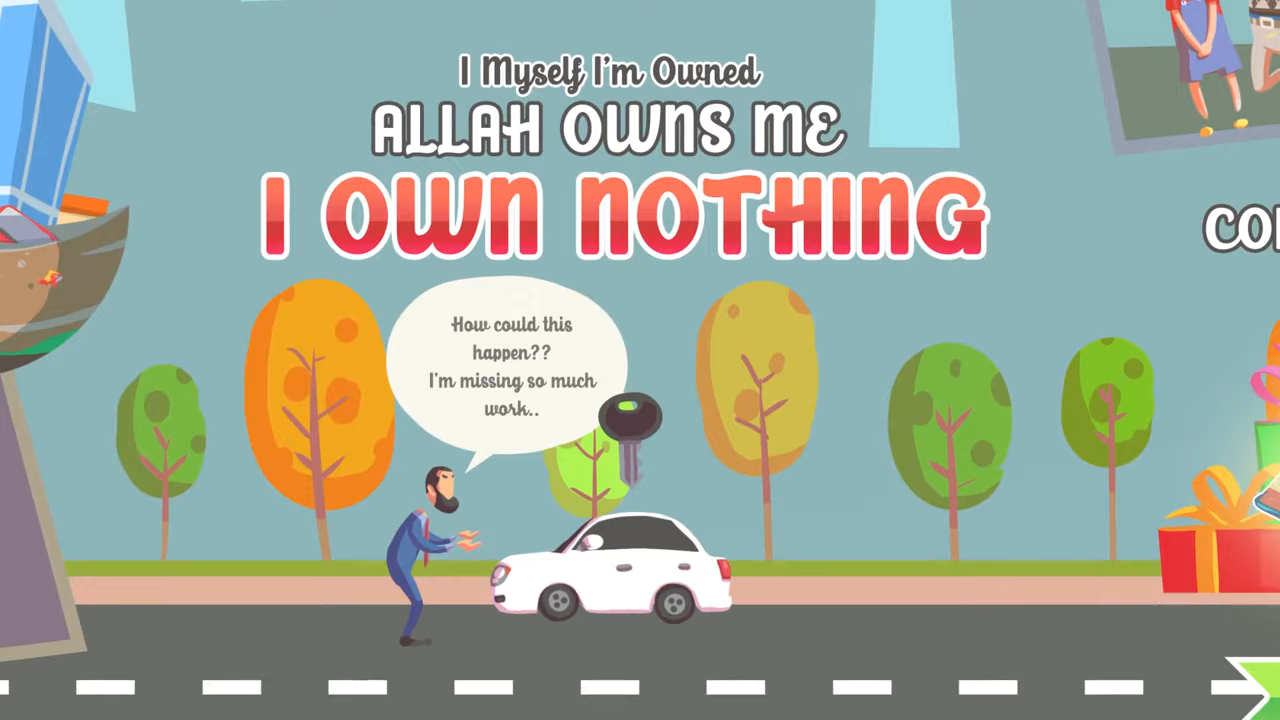 I Myself I'm Owned
ALLAH OWNS ME
I OWN NOTHING
How could this
happen??
I'm missing so much
work..